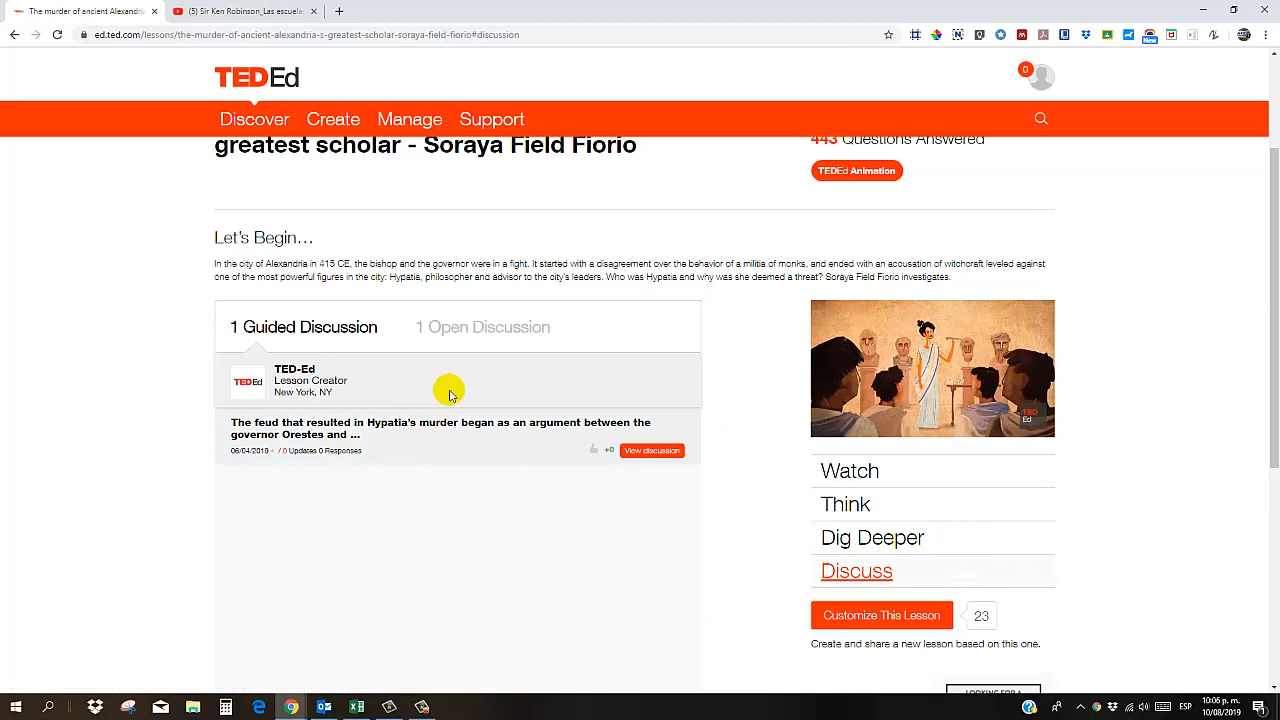 The murder of ancient Alexandria
(5) Sir Ken Robinson_Las escuela
ed.ted.com/lessons/the-murder-of-ancient-alexandria-s-greatest-scholar-soraya-field-fiorio#discussion
New
TEDEd
0
Discover Create Manage Support
greatest scholar - Soraya Field Fiorio
443 Questions Answered
TEDEd Animation
Let's Begin…
In the city of Alexandria in 415 CE, the bishop and the governor were in a fight. It started with a disagreement over the behavior of a militia of monks, and ended with an accusation of witchcraft leveled against
one of the most powerful figures in the city: Hypatia, philosopher and advisor to the city's leaders. Who was Hypatia and why was she deemed a threat? Soraya Field Fiorio investigates.
1 Guided Discussion 1 Open Discussion
TEDEd
TED-Ed
Lesson Creator
New York, NY
The feud that resulted in Hypatia's murder began as an argument between the
governor Orestes and ...
06/04/2019 • / 0 Updates 0 Responses
+0 View discussion
TED
Ed
Watch
Think
Dig Deeper
Discuss
Customize This Lesson 23
Create and share a new lesson based on this one.
LOOKING FOR A
ESP
10:06 p. m.
10/08/2019